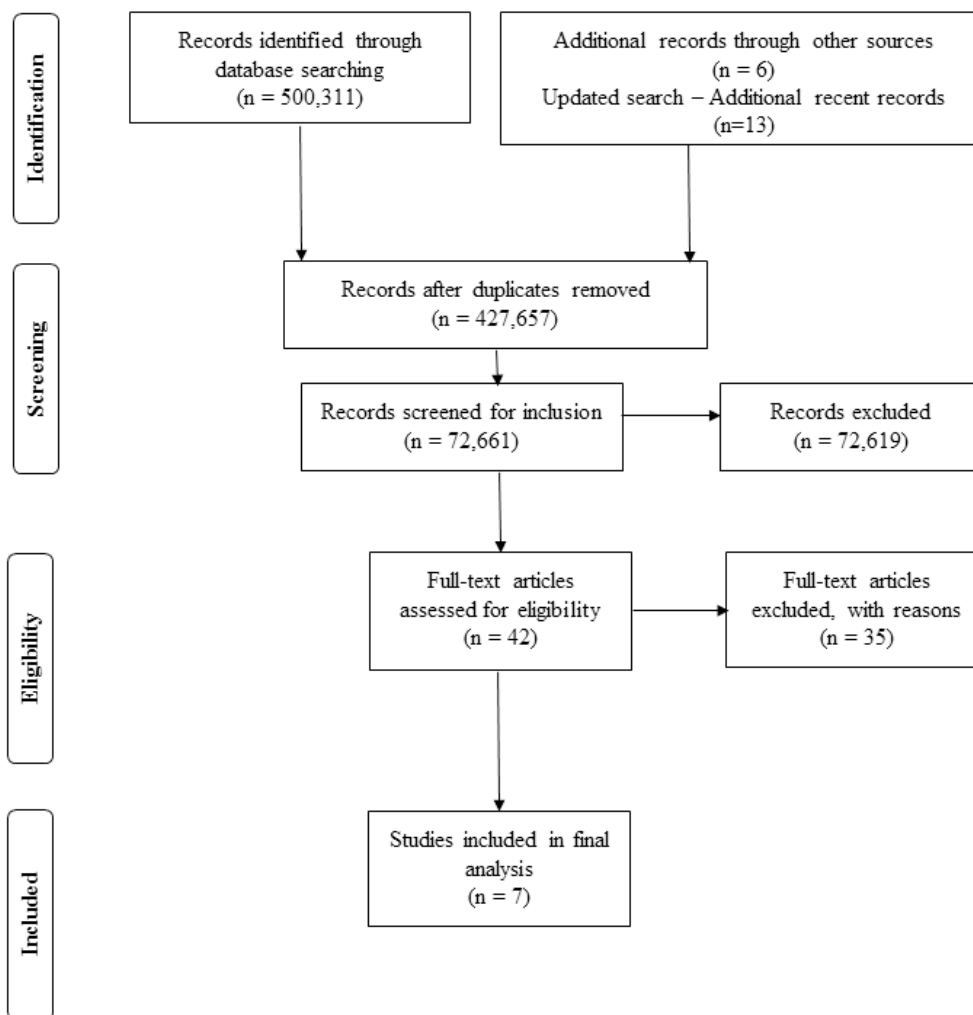 Identification
Records identified through
database searching
(n = 500,311)
Additional records through other sources
(n = 6)
Updated search – Additional recent records
(n=13)
Screening
Records after duplicates removed
(n = 427,657)
Records screened for inclusion
(n = 72,661)
Records excluded
(n = 72,619)
Eligibility
Full-text articles
assessed for eligibility
(n = 42)
Full-text articles
excluded, with reasons
(n = 35)
Included
Studies included in final
analysis
(n = 7)